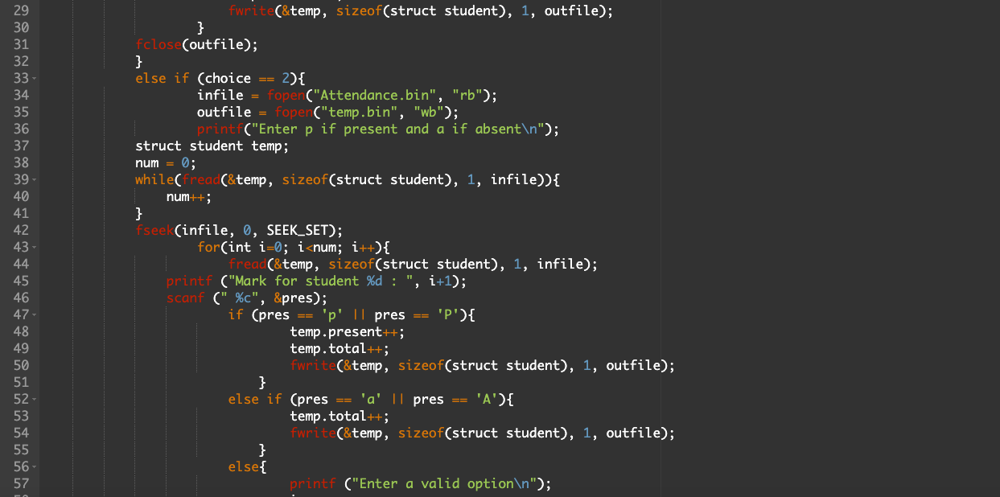 29 fwrite(&temp, sizeof(struct student), 1, outfile);
30 }
31 fclose(outfile);
32 }
33 else if (choice == 2){
34 infile = fopen("Attendance.bin", "rb");
35 outfile = fopen("temp.bin", "wb");
36 printf("Enter p if present and a if absent\n");
37 struct student temp;
38 num = 0;
39 while(fread(&temp, sizeof(struct student), 1, infile)){
40 num++;
41 }
42 fseek(infile, 0, SEEK_SET);
43 for(int i=0; i<num; i++){
44 fread(&temp, sizeof(struct student), 1, infile);
45 printf ("Mark for student %d : ", i+1);
46 scanf (" %c", &pres);
47 if (pres == 'p' || pres == 'P'){
48 temp.present++;
49 temp.total++;
50 fwrite(&temp, sizeof(struct student), 1, outfile);
51 }
52 else if (pres == 'a' || pres == 'A'){
53 temp.total++;
54 fwrite(&temp, sizeof(struct student), 1, outfile);
55 }
56 else{
57 printf ("Enter a valid option\n");